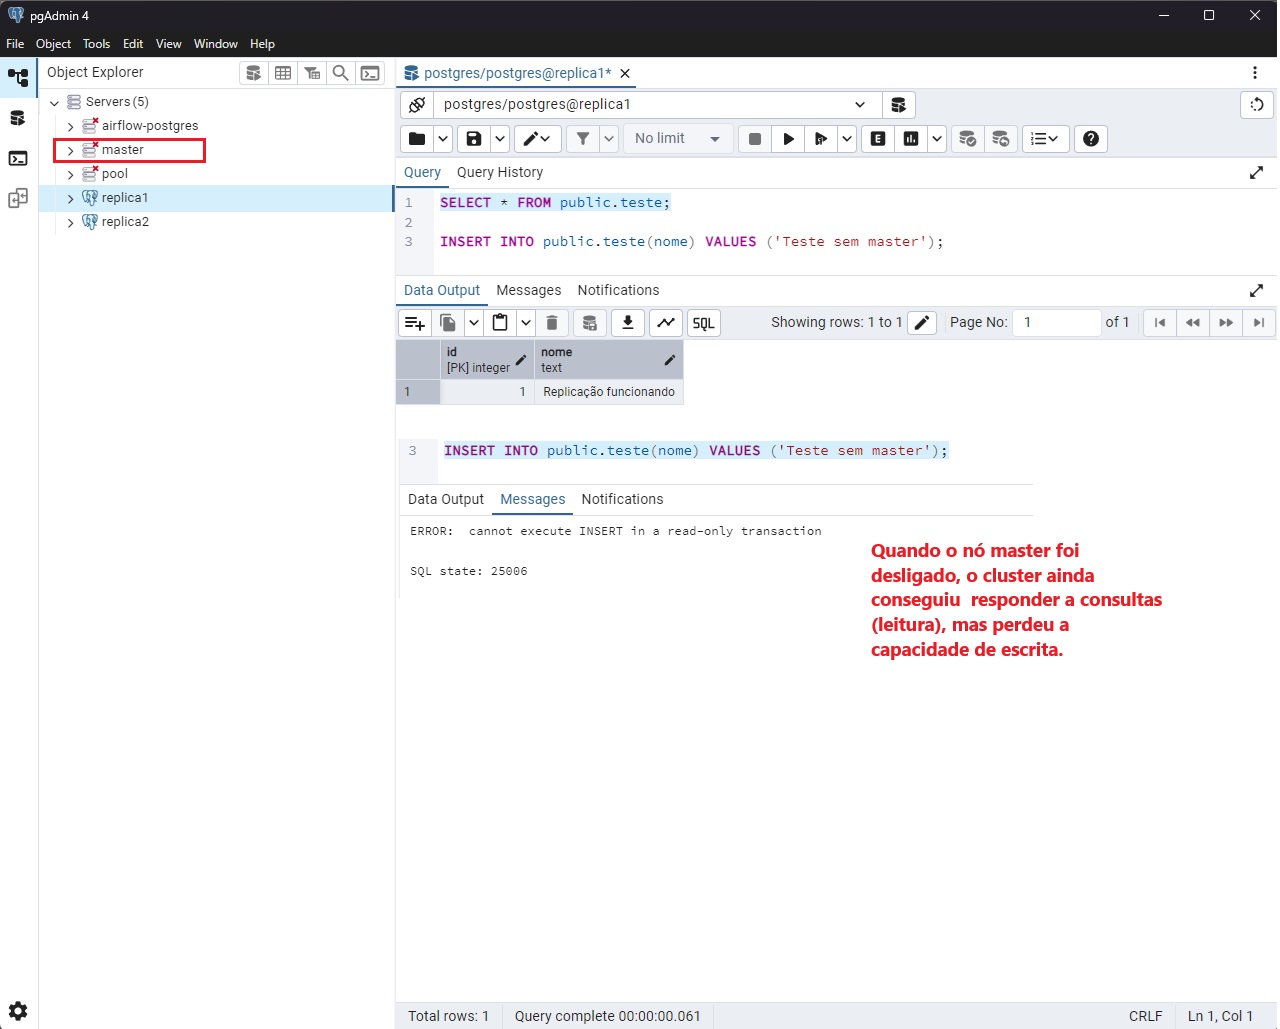 pgAdmin 4
File Object Tools Edit View Window Help
Object Explorer
Servers (5)
airflow-postgres
master
pool
replica1
replica2
postgres/postgres@replica1*
postgres/postgres@replica1
No limit
E
Query Query History
1 SELECT * FROM public.teste;
2
3 INSERT INTO public.teste(nome) VALUES ('Teste sem master');
Data Output Messages Notifications
SQL Showing rows: 1 to 1 Page No: 1 of 1
id nome
[PK] integer text
1 1 Replicação funcionando
3 INSERT INTO public.teste(nome) VALUES ('Teste sem master');
Data Output Messages Notifications
ERROR:  cannot execute INSERT in a read-only transaction
SQL state: 25006
Quando o nó master foi
desligado, o cluster ainda
conseguiu  responder a consultas
(leitura), mas perdeu a
capacidade de escrita.
Total rows: 1 Query complete 00:00:00.061 CRLF Ln 1, Col 1